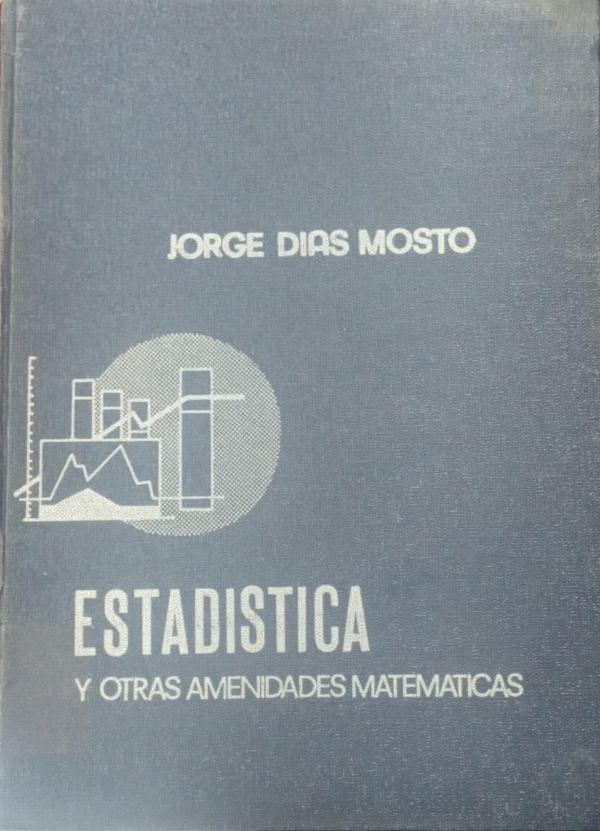 JORGE DIAS MOSTO
ESTADISTICA
Y OTRAS AMENIDADES MATEMATICAS